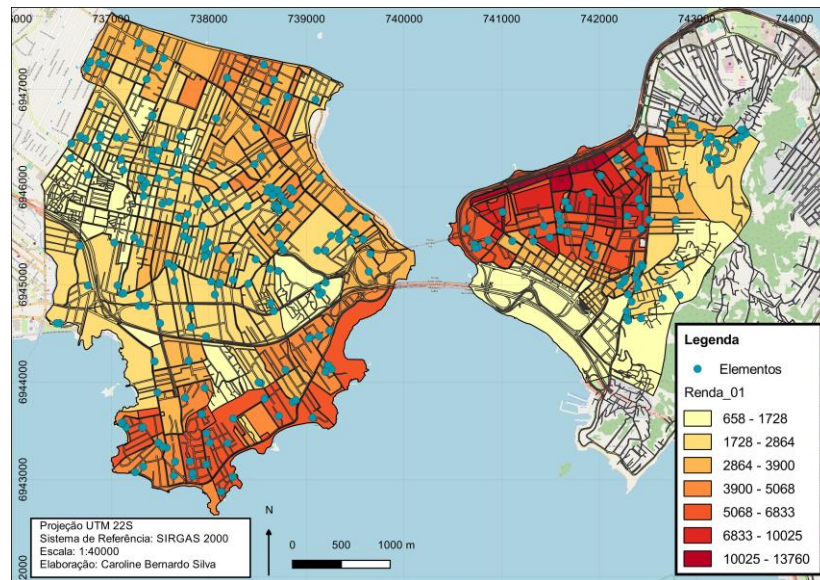 36000 737000 738000 739000 740000 741000 742000 743000 744000
6947000
6946000
6945000
6944000
6943000
2000
Legenda
Elementos
Renda_01
658 - 1728
1728 - 2864
2864 - 3900
3900 - 5068
5068 - 6833
6833 - 10025
10025 - 13760
Projeção UTM 22S
Sistema de Referência: SIRGAS 2000
Escala: 1:40000
Elaboração: Caroline Bernardo Silva
N
0 500 1000 m